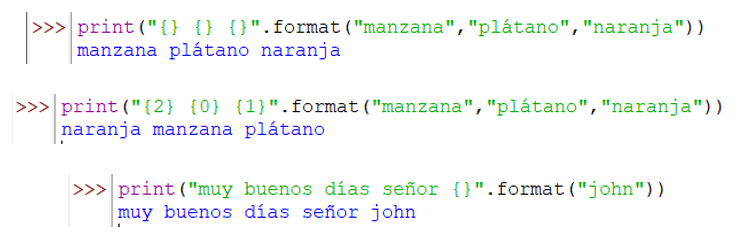 >>> print("{} {} {}".format("manzana","plátano","naranja"))
manzana plátano naranja
>>> print("{2} {0} {1}".format("manzana","plátano","naranja"))
naranja manzana plátano
>>> print("muy buenos días señor {}".format("john"))
muy buenos días señor john